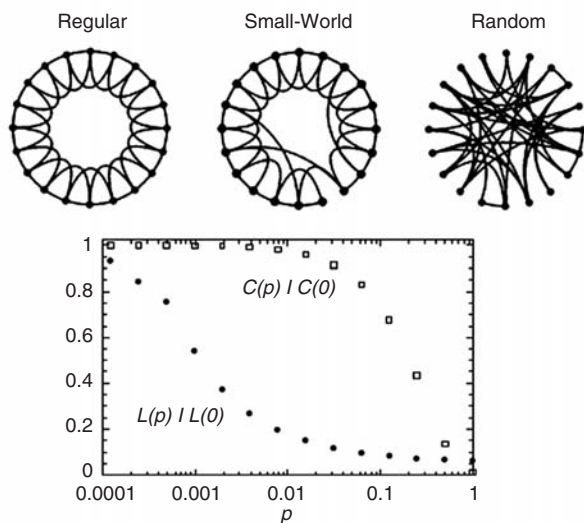 Regular Small-World Random
1
0.8
0.6
0.4
0.2
0
C(p) I C(0)
L(p) I L(0)
0.0001 0.001 0.01 0.1 1
p